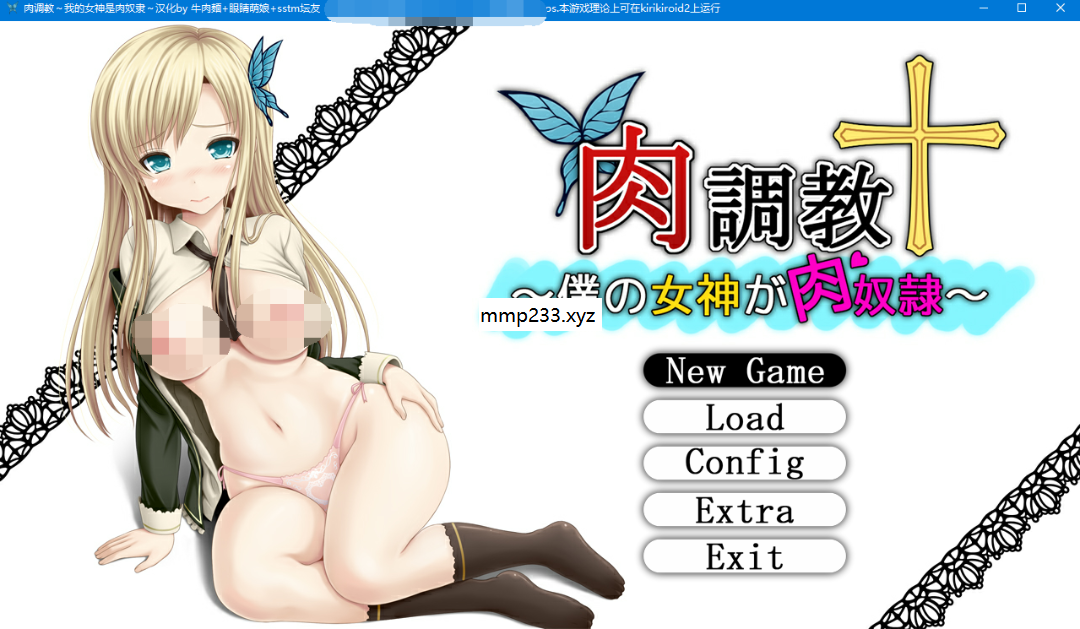 肉调教～我的女神是肉奴隶～汉化by 牛肉麵+眼睛萌娘+sstm坛友
ps.本游戏理论上可在kirikiroid2上运行
肉調教
～僕の女神が肉奴隷～
mmp233.xyz
New Game
Load
Config
Extra
Exit